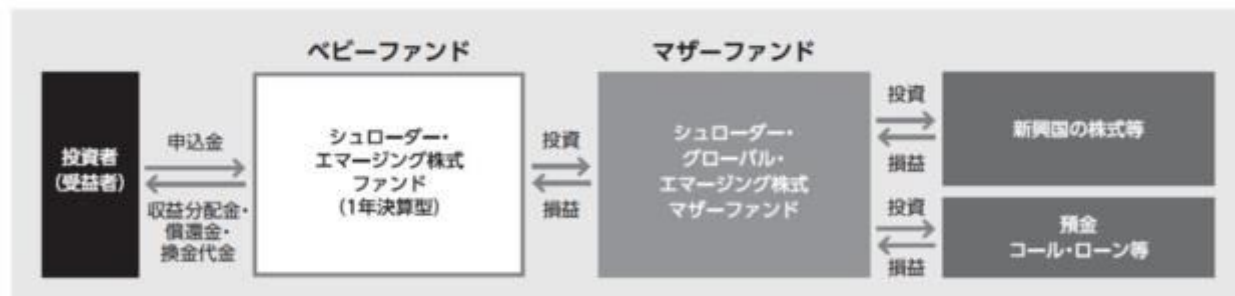 ベビーファンド
マザーファンド
投資者
(受益者)
申込金
収益分配金・
償還金・
換金代金
シュローダー・
エマージング株式
ファンド
(1年決算型)
投資
損益
シュローダー・
グローバル・
エマージング株式
マザーファンド
投資
損益
新興国の株式等
投資
損益
預金
コール・ローン等